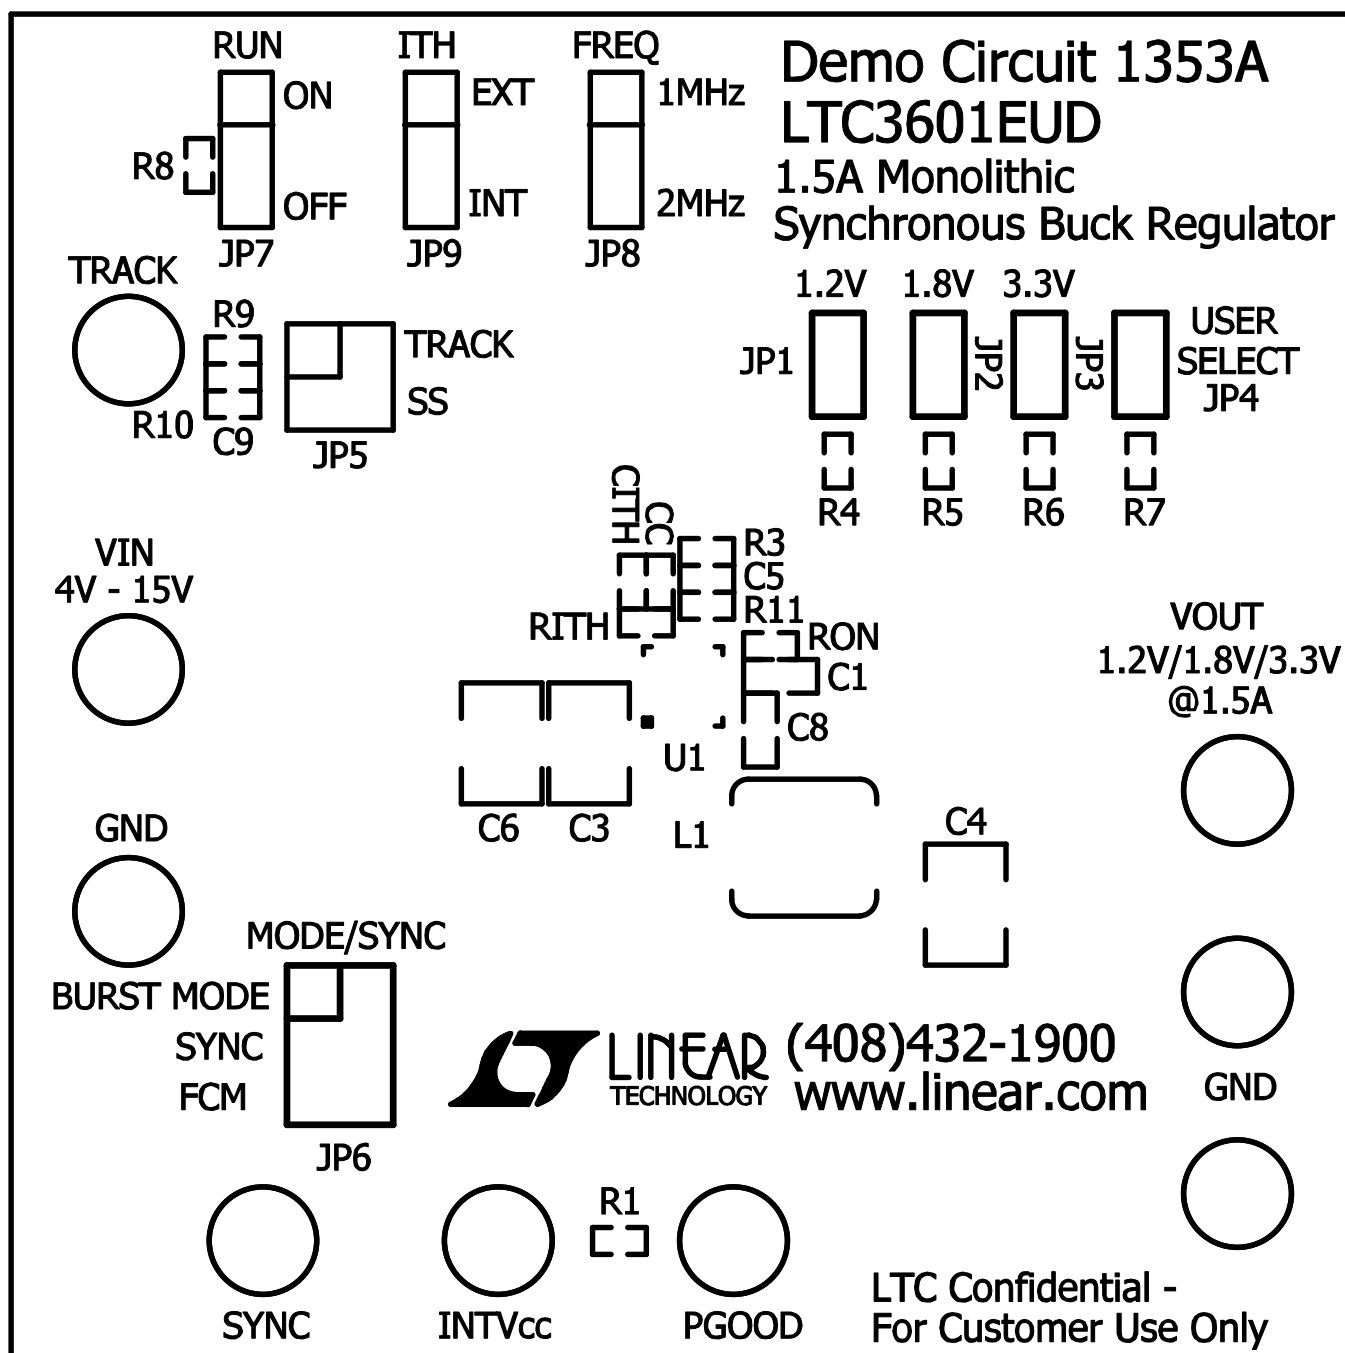 RUN
ITH
FREQ
Demo Circuit 1353A
LTC3601EUD
1.5A Monolithic
Synchronous Buck Regulator
ON
EXT
1MHz
R8
OFF
INT
2MHz
JP7
JP9
JP8
TRACK
R9
TRACK
SS
R10
C9
JP5
1.2V
1.8V
3.3V
USER
SELECT
JP4
JP1
JP2
JP3
R4
R5
R6
R7
CITH
CC
R3
C5
R11
RITH
RON
C1
C8
U1
VIN
4V - 15V
VOUT
1.2V/1.8V/3.3V
@1.5A
C6
C3
L1
C4
GND
MODE/SYNC
BURST MODE
SYNC
FCM
JP6
LINEAR
TECHNOLOGY
(408)432-1900
www.linear.com
GND
R1
SYNC
INTVcc
PGOOD
LTC Confidential -
For Customer Use Only